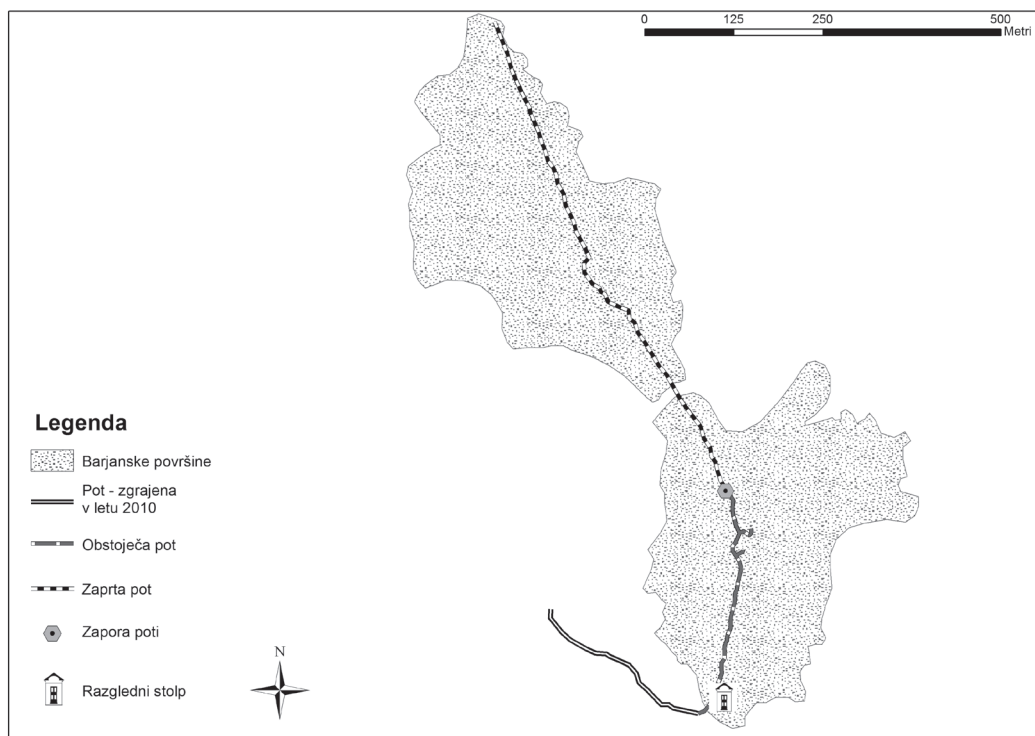 0 125 250 500
Metri
Legenda
Barjanske površine
Pot - zgrajena
v letu 2010
Obstoječa pot
Zaprta pot
Zapora poti
N
Razgledni stolp